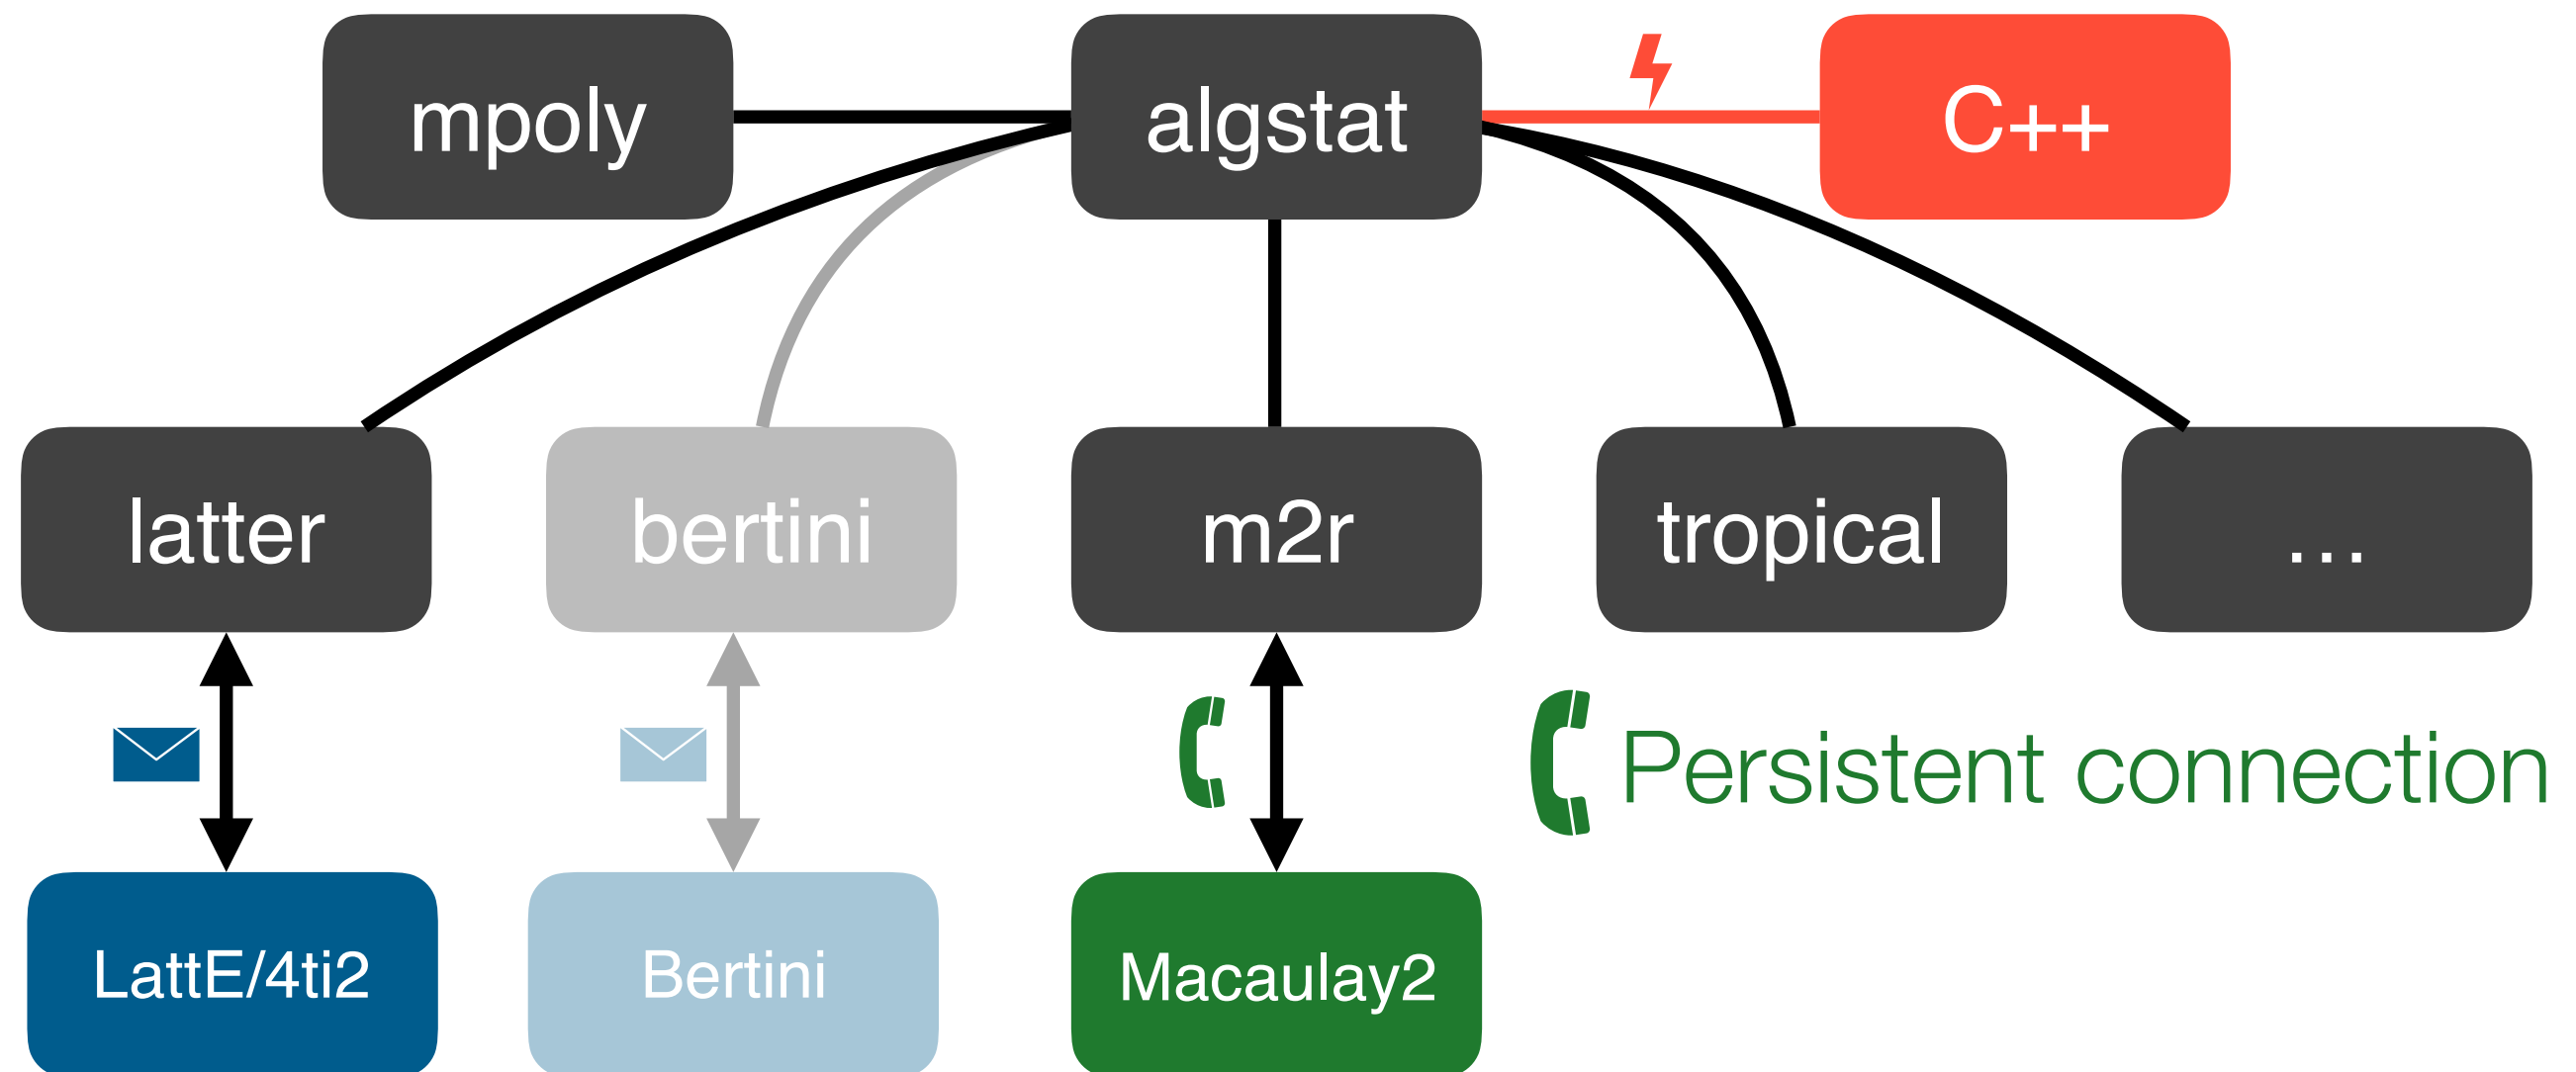 mpoly
algstat
C++
latter
bertini
m2r
tropical
...
Persistent connection
LattE/4ti2
Bertini
Macaulay2